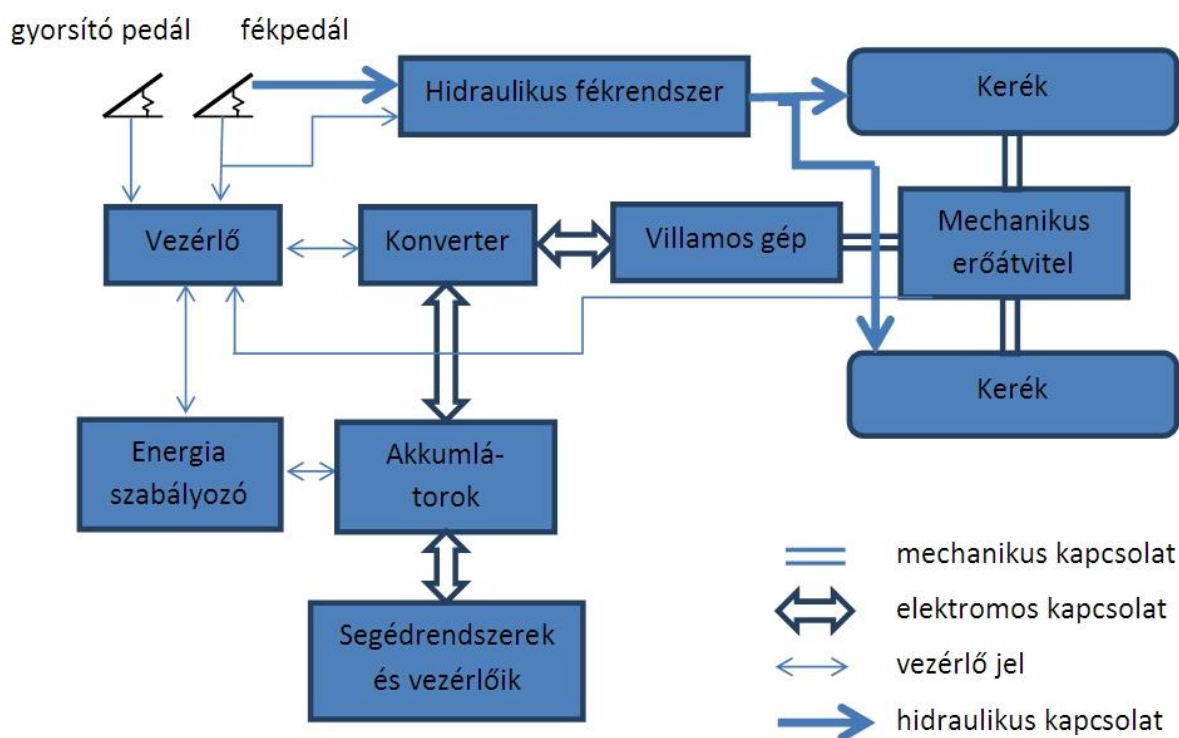 gyorsító pedál
fékpedál
Hidraulikus fékrendszer
Kerék
Vezérlő
Konverter
Villamos gép
Mechanikus
erőátvitel
Kerék
Energia
szabályozó
Akkumlá-
torok
Segédrendszerek
és vezérlőik
mechanikus kapcsolat
elektromos kapcsolat
vezérlő jel
hidraulikus kapcsolat